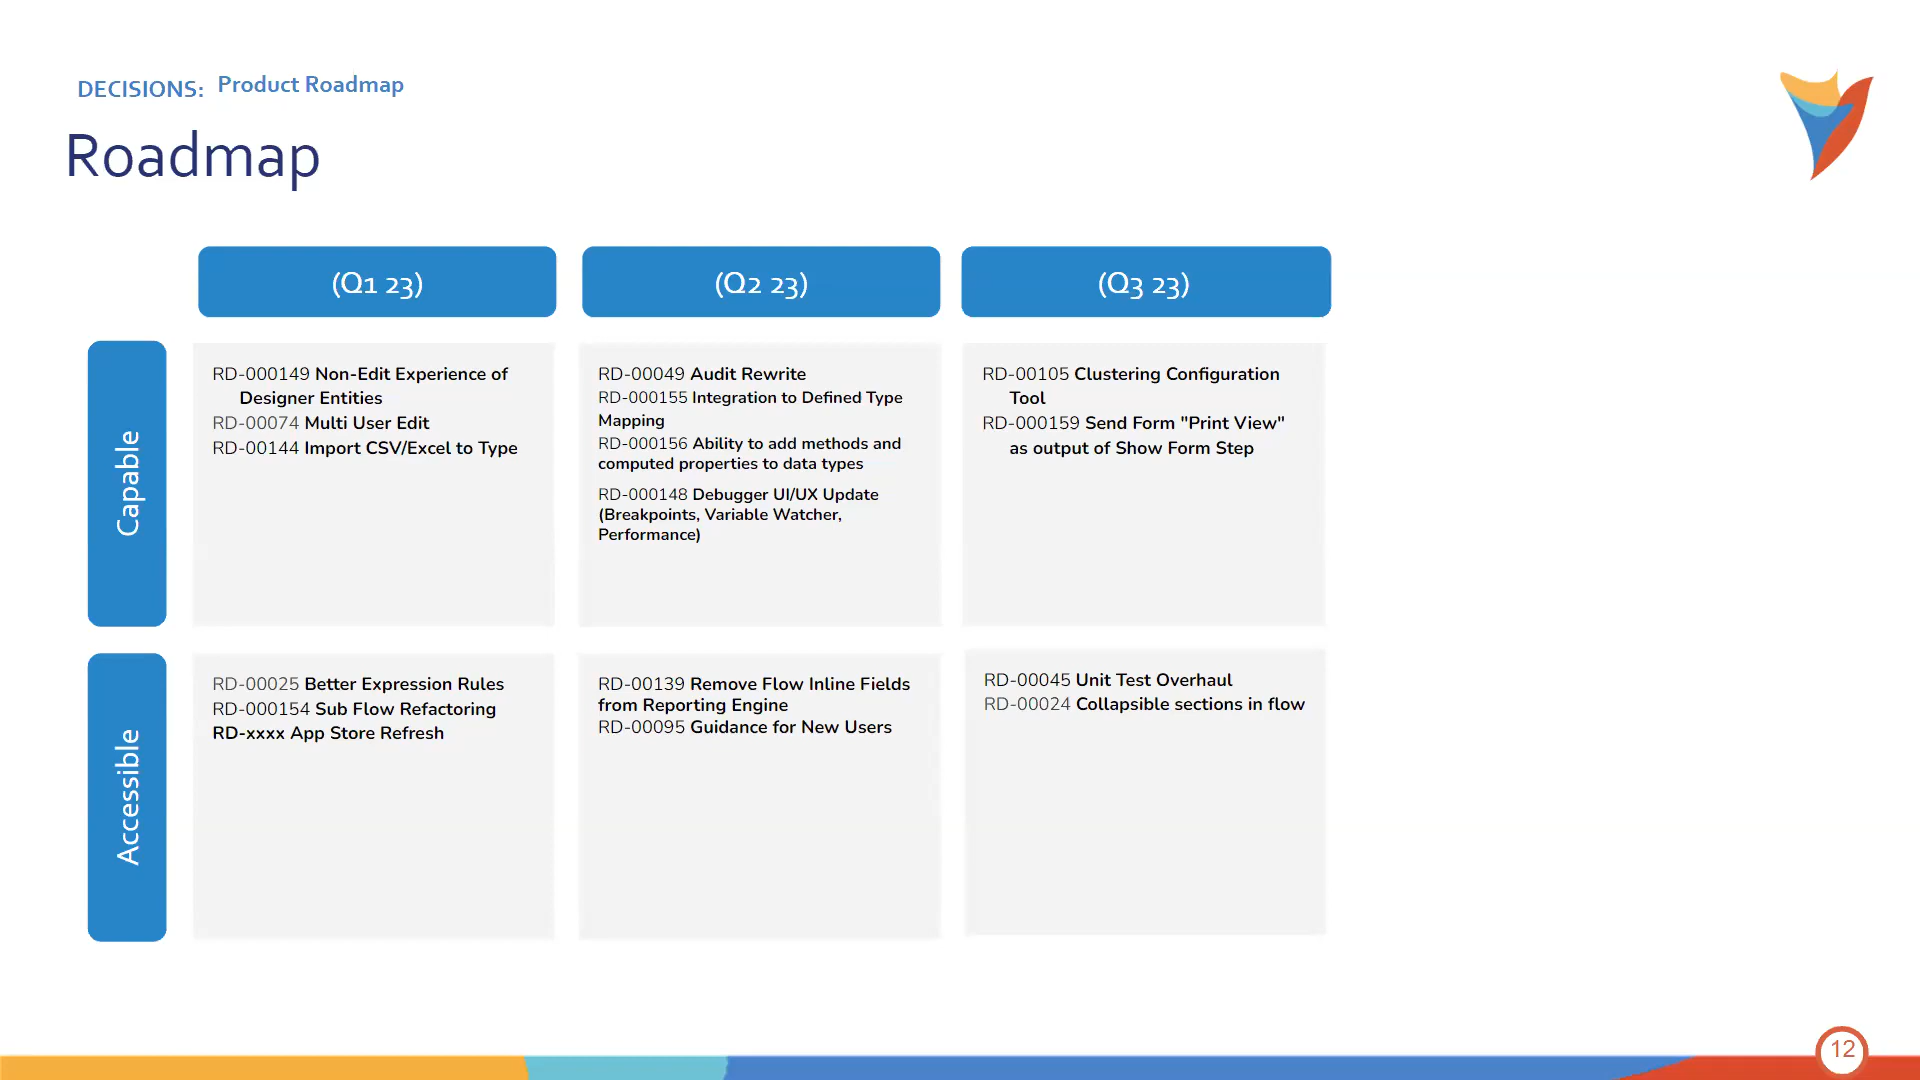 DECISIONS: Product Roadmap
Roadmap
(Q1 23)
(Q2 23)
(Q3 23)
Capable
RD-000149 Non-Edit Experience of
Designer Entities
RD-00074 Multi User Edit
RD-00144 Import CSV/Excel to Type
RD-00049 Audit Rewrite
RD-000155 Integration to Defined Type
Mapping
RD-000156 Ability to add methods and
computed properties to data types
RD-000148 Debugger UI/UX Update
(Breakpoints, Variable Watcher,
Performance)
RD-00105 Clustering Configuration
Tool
RD-000159 Send Form "Print View"
as output of Show Form Step
Accessible
RD-00025 Better Expression Rules
RD-000154 Sub Flow Refactoring
RD-xxxx App Store Refresh
RD-00139 Remove Flow Inline Fields
from Reporting Engine
RD-00095 Guidance for New Users
RD-00045 Unit Test Overhaul
RD-00024 Collapsible sections in flow
12